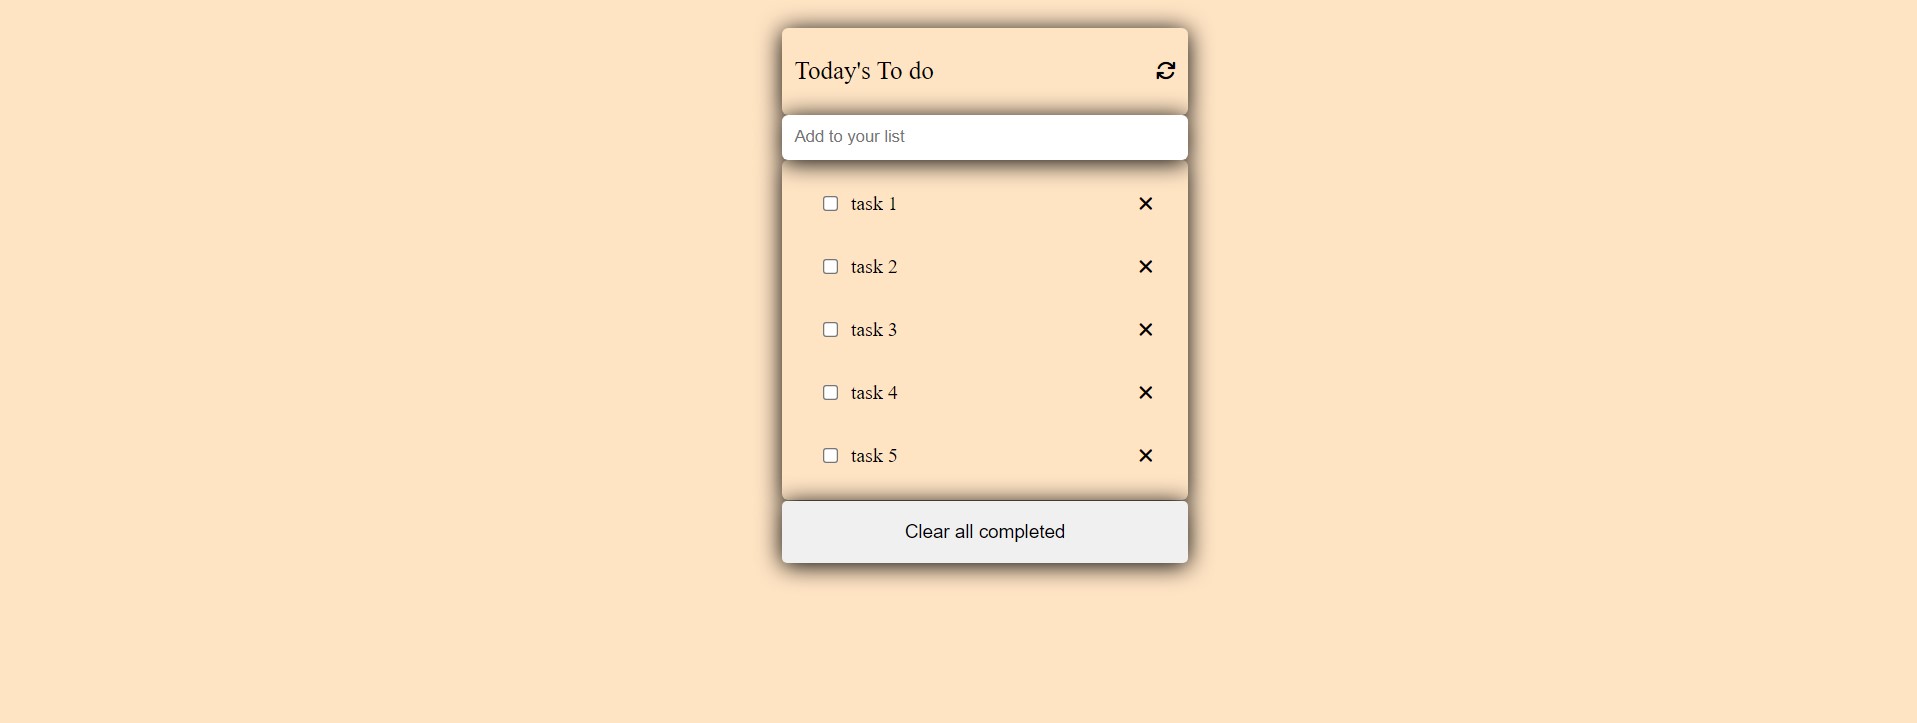 Today's To do
Add to your list
task 1
task 2
task 3
task 4
task 5
Clear all completed